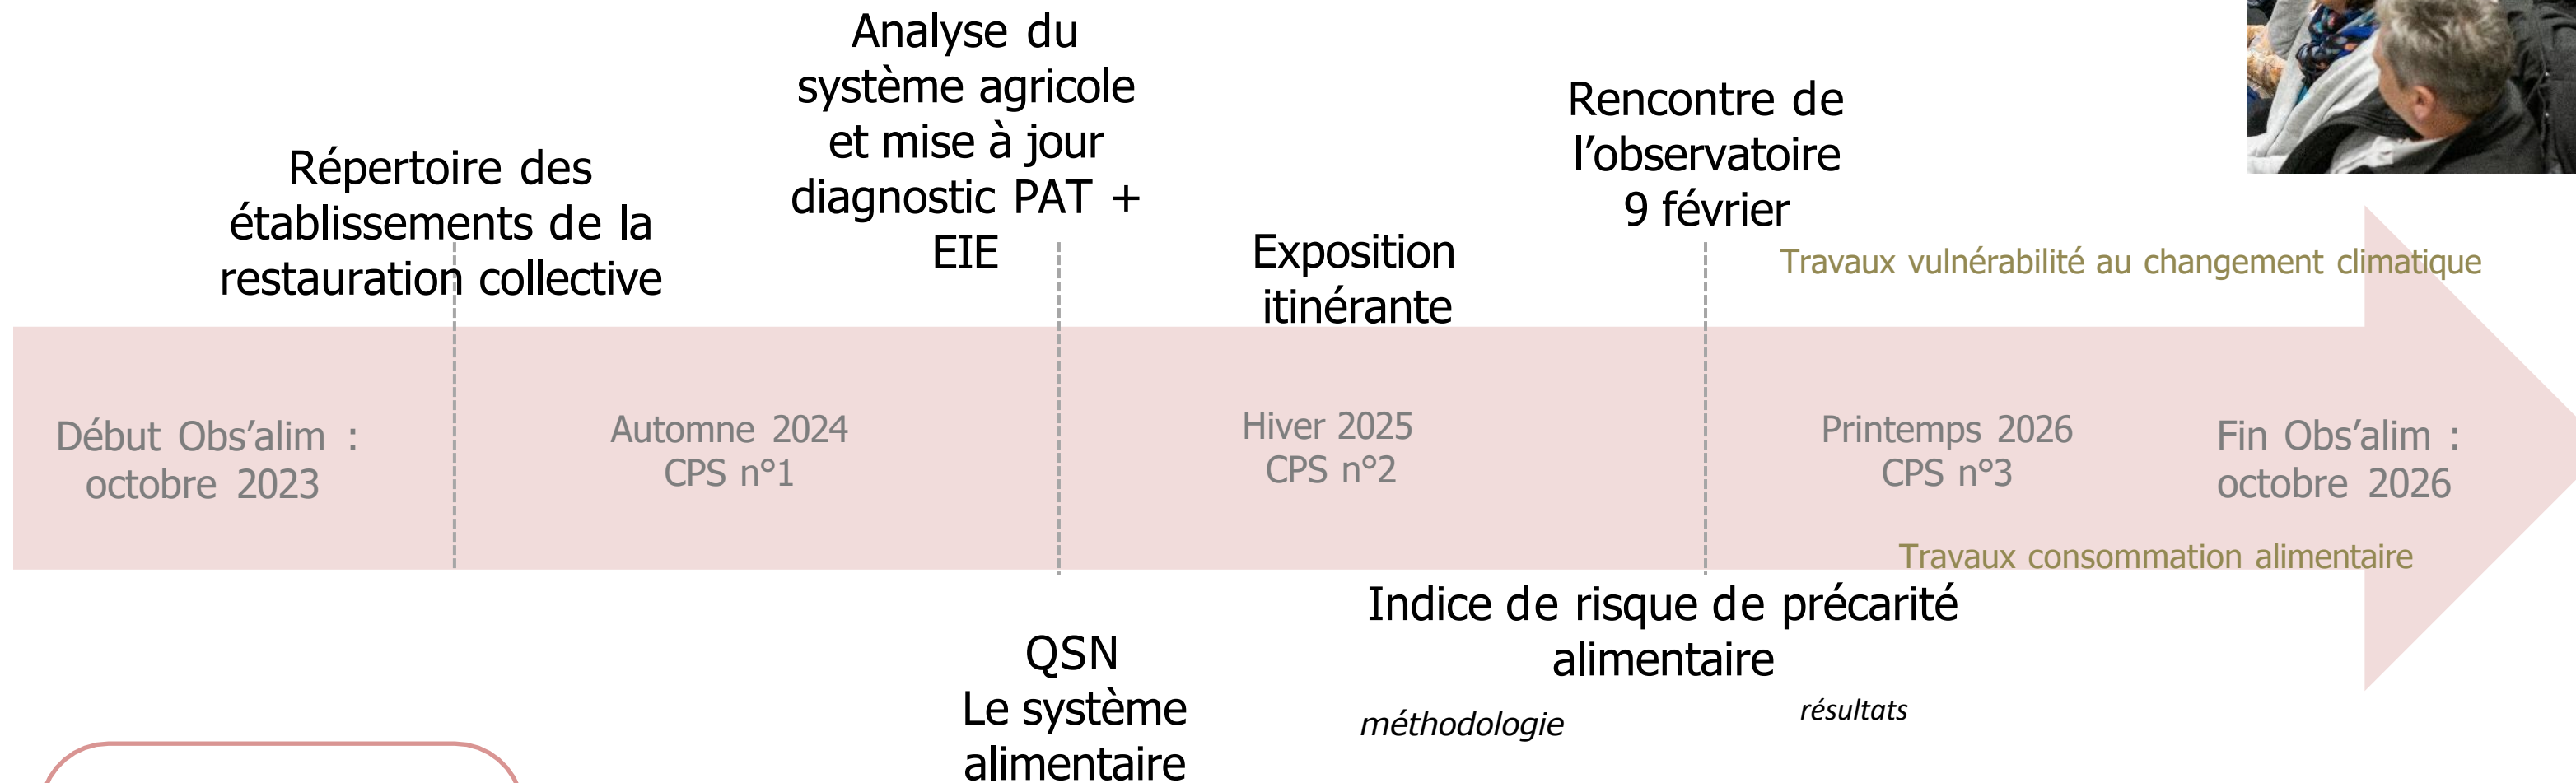 Analyse du
système agricole
et mise à jour
diagnostic PAT +
EIE
Répertoire des
établissements de la
restauration collective
Exposition
itinérante
Rencontre de
l’observatoire
9 février
Travaux vulnérabilité au changement climatique
Début Obs’alim :
octobre 2023
Automne 2024
CPS n°1
Hiver 2025
CPS n°2
Printemps 2026
CPS n°3
Fin Obs’alim :
octobre 2026
Travaux consommation alimentaire
QSN
Le système
alimentaire
Indice de risque de précarité
alimentaire
méthodologie
résultats